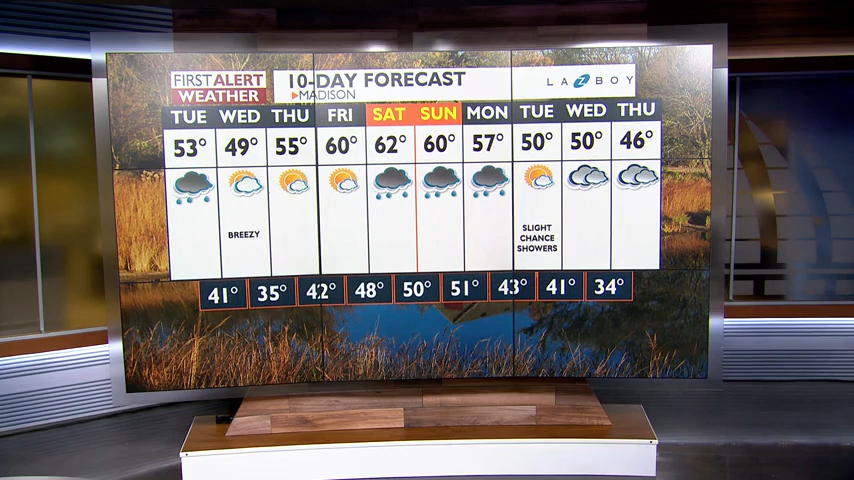 FIRST ALERT
WEATHER
10-DAY FORECAST
MADISON
LA Z BOY
TUE WED THU FRI SAT SUN MON TUE WED THU
53° 49° 55° 60° 62° 60° 57° 50° 50° 46°
BREEZY
SLIGHT
CHANCE
SHOWERS
41° 35° 42° 48° 50° 51° 43° 41° 34°